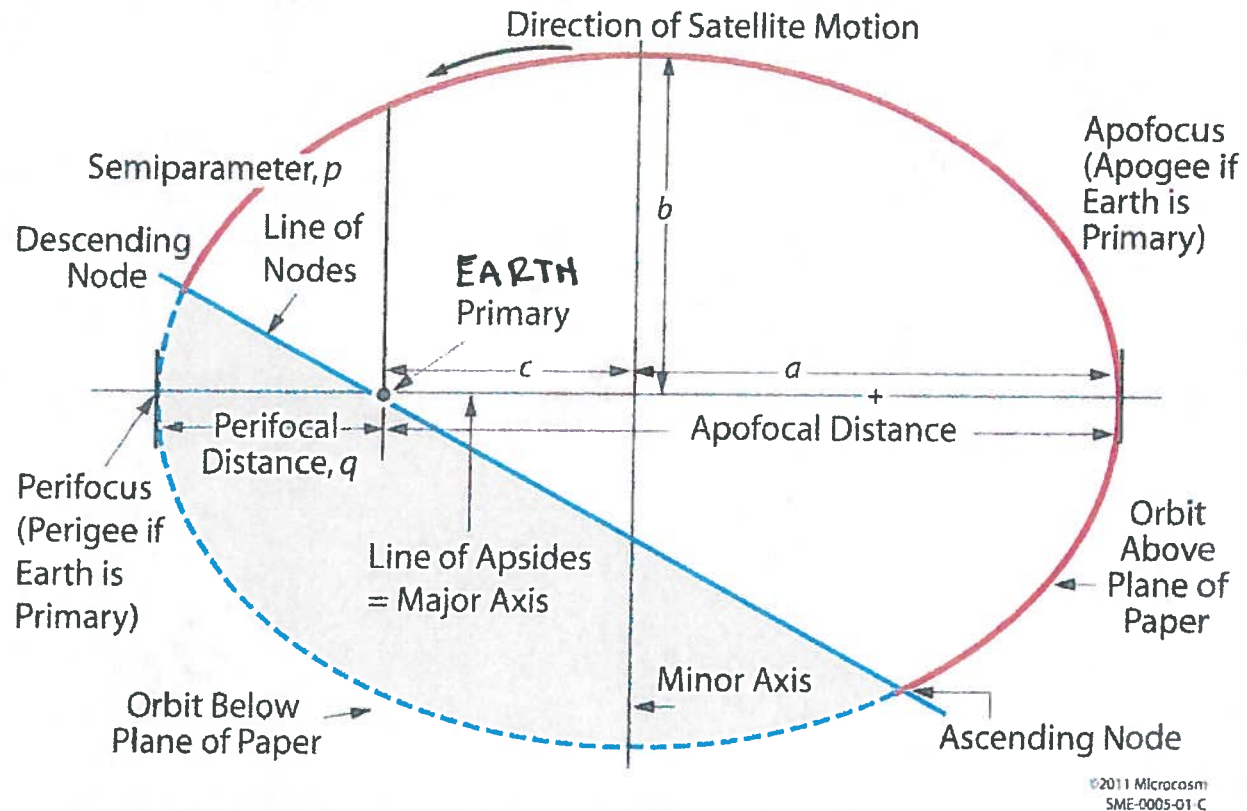 Direction of Satellite Motion
Apofocus
(Apogee if
Earth is
Primary)
Semiparameter, p
b
Descending
Node
Line of
Nodes
EARTH
Primary
c
a
+
Perifocal
Distance, q
Apofocal Distance
Perifocus
(Perigee if
Earth is
Primary)
Line of Apsides
= Major Axis
Orbit
Above
Plane of
Paper
Minor Axis
Orbit Below
Plane of Paper
Ascending Node
©2011 Microcosm
SME-0005-01-C